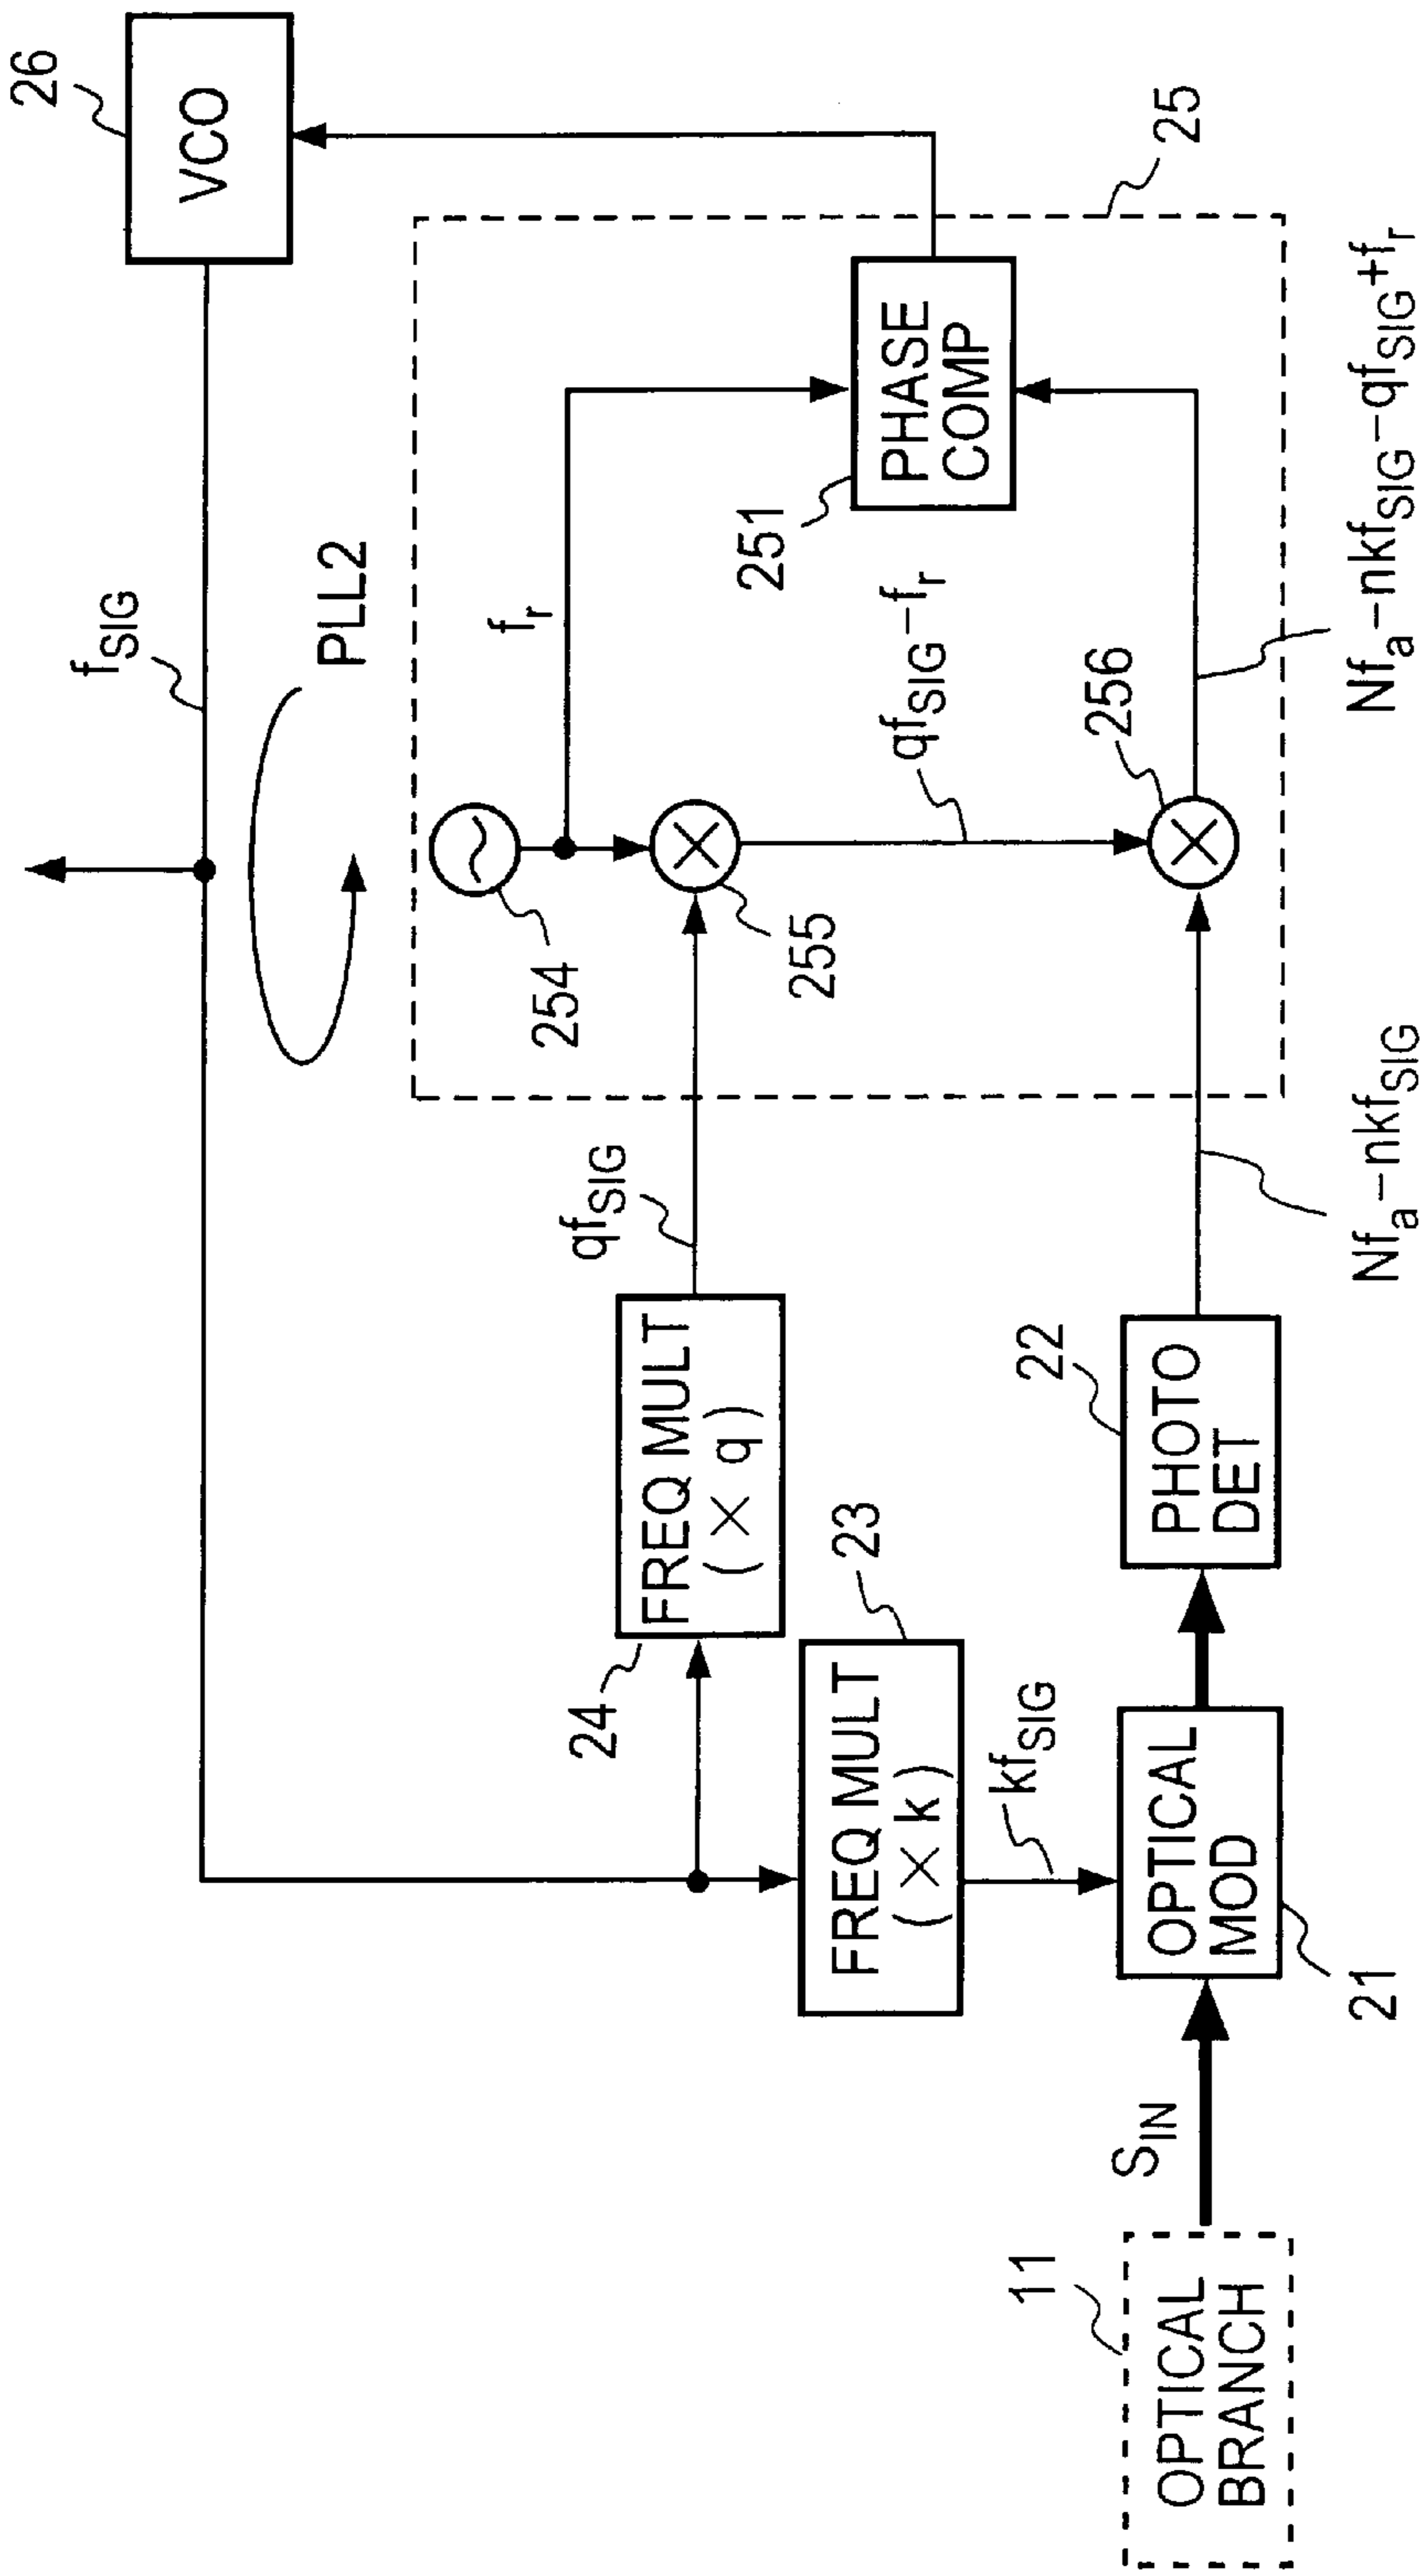 26
VCO
f_SIG
PLL2
25
254
f_r
255
qf_SIG−f_r
251
PHASE
COMP
256
Nf_a−nkf_SIG−qf_SIG+f_r
qf_SIG
24
FREQ MULT
(× q)
23
FREQ MULT
(× k)
kf_SIG
22
PHOTO
DET
Nf_a−nkf_SIG
11
OPTICAL
BRANCH
S_IN
OPTICAL
MOD
21